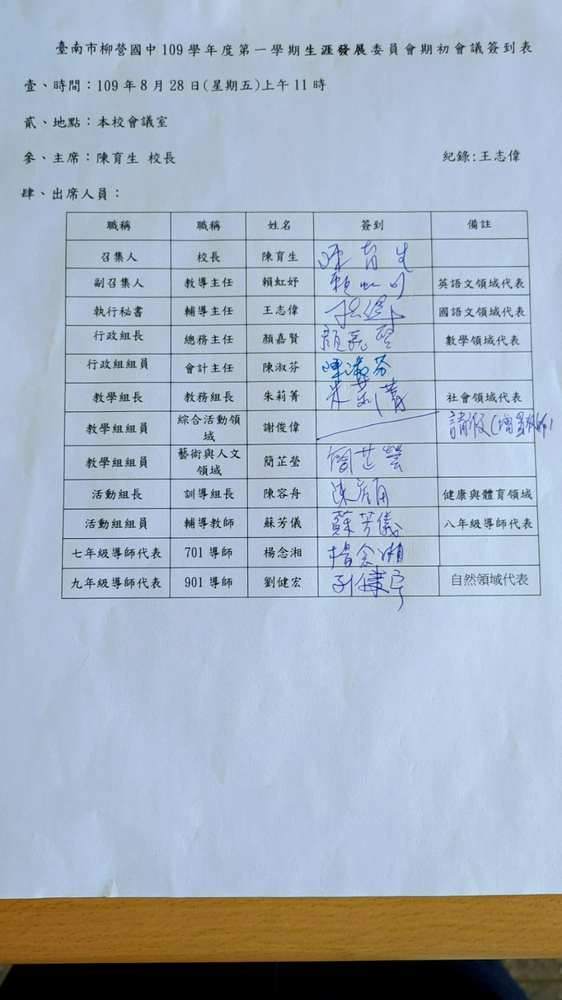 臺南市柳營國中 109 學年度第一學期生涯發展委員會期初會議簽到表
壹、時間：109 年 8 月 28 日(星期五)上午 11 時
貳、地點：本校會議室
參、主席：陳育生 校長 紀錄:王志偉
肆、出席人員：
職稱 職稱 姓名 簽到 備註
召集人 校長 陳育生 陳育生
副召集人 教導主任 賴虹妤 賴虹妤 英語文領域代表
執行秘書 輔導主任 王志偉 國語文領域代表
行政組長 總務主任 顏嘉賢 顏嘉賢 數學領域代表
行政組組員 會計主任 陳淑芬 陳淑芬
教學組長 教務組長 朱莉菁 朱莉菁 社會領域代表
教學組組員 綜合活動領域 謝俊偉 請假(增置教師)
教學組組員 藝術與人文領域 簡芷瑩 簡芷瑩
活動組長 訓導組長 陳容舟 陳容舟 健康與體育領域
活動組組員 輔導教師 蘇芳儀 蘇芳儀 八年級導師代表
七年級導師代表 701 導師 楊念湘 楊念湘
九年級導師代表 901 導師 劉健宏 刘健宏 自然領域代表